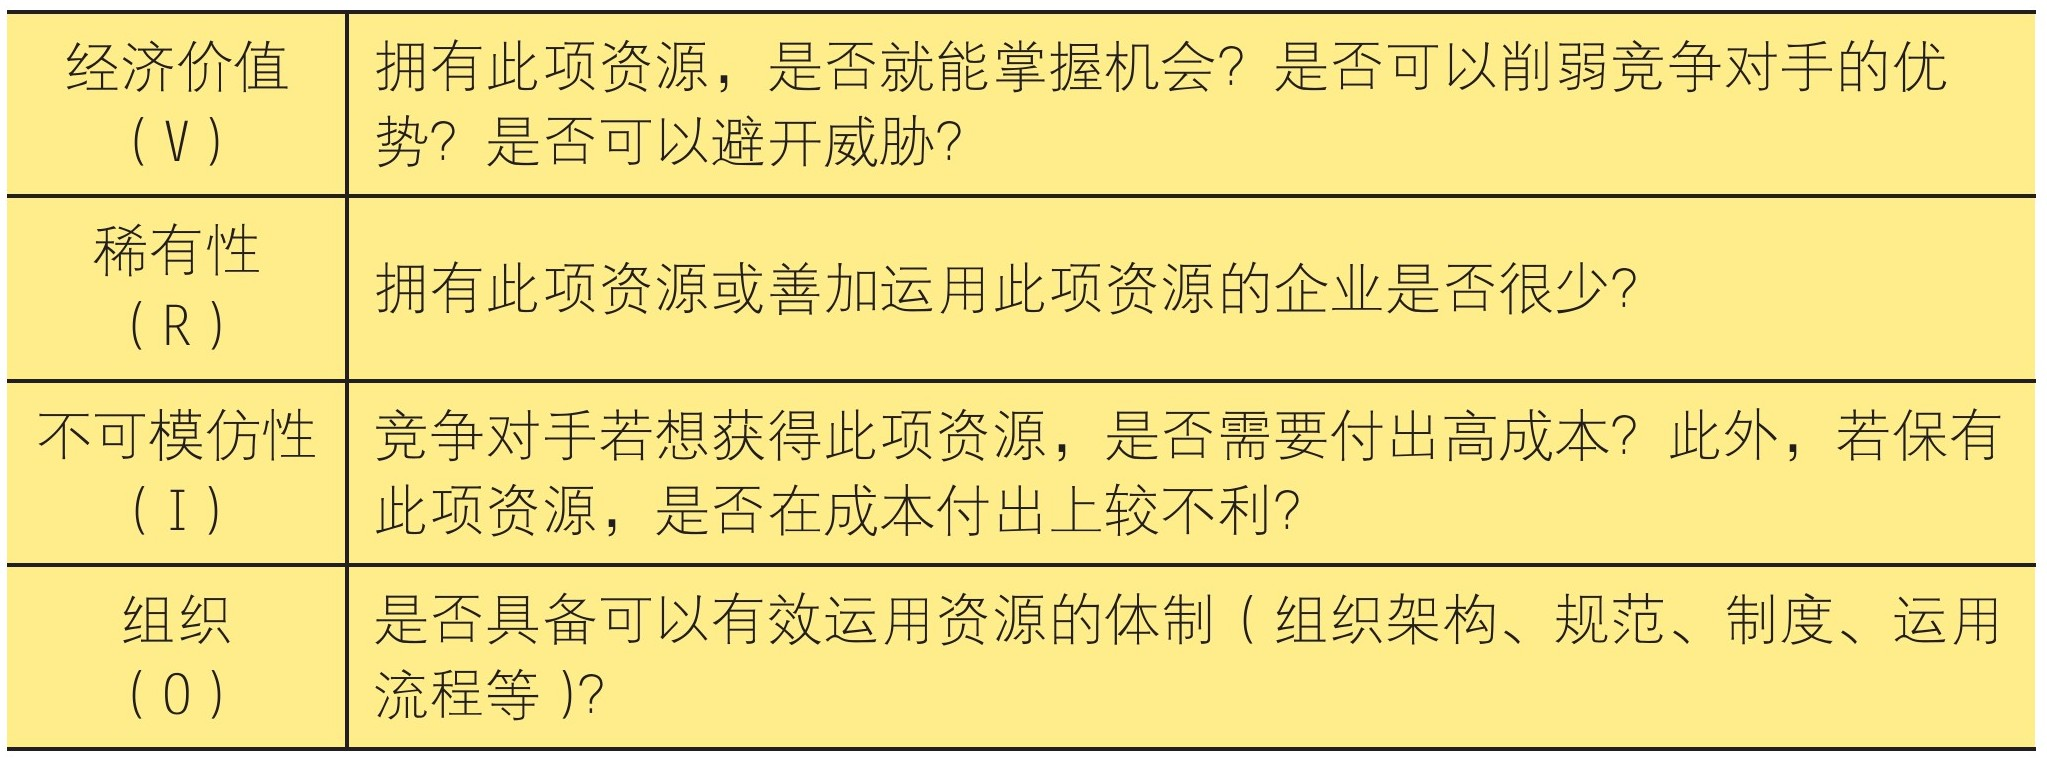 经济价值
（V）
拥有此项资源，是否就能掌握机会？是否可以削弱竞争对手的优
势？是否可以避开威胁？
稀有性
（R）
拥有此项资源或善加运用此项资源的企业是否很少？
不可模仿性
（I）
竞争对手若想获得此项资源，是否需要付出高成本？此外，若保有
此项资源，是否在成本付出上较不利？
组织
（O）
是否具备可以有效运用资源的体制（组织架构、规范、制度、运用
流程等）？